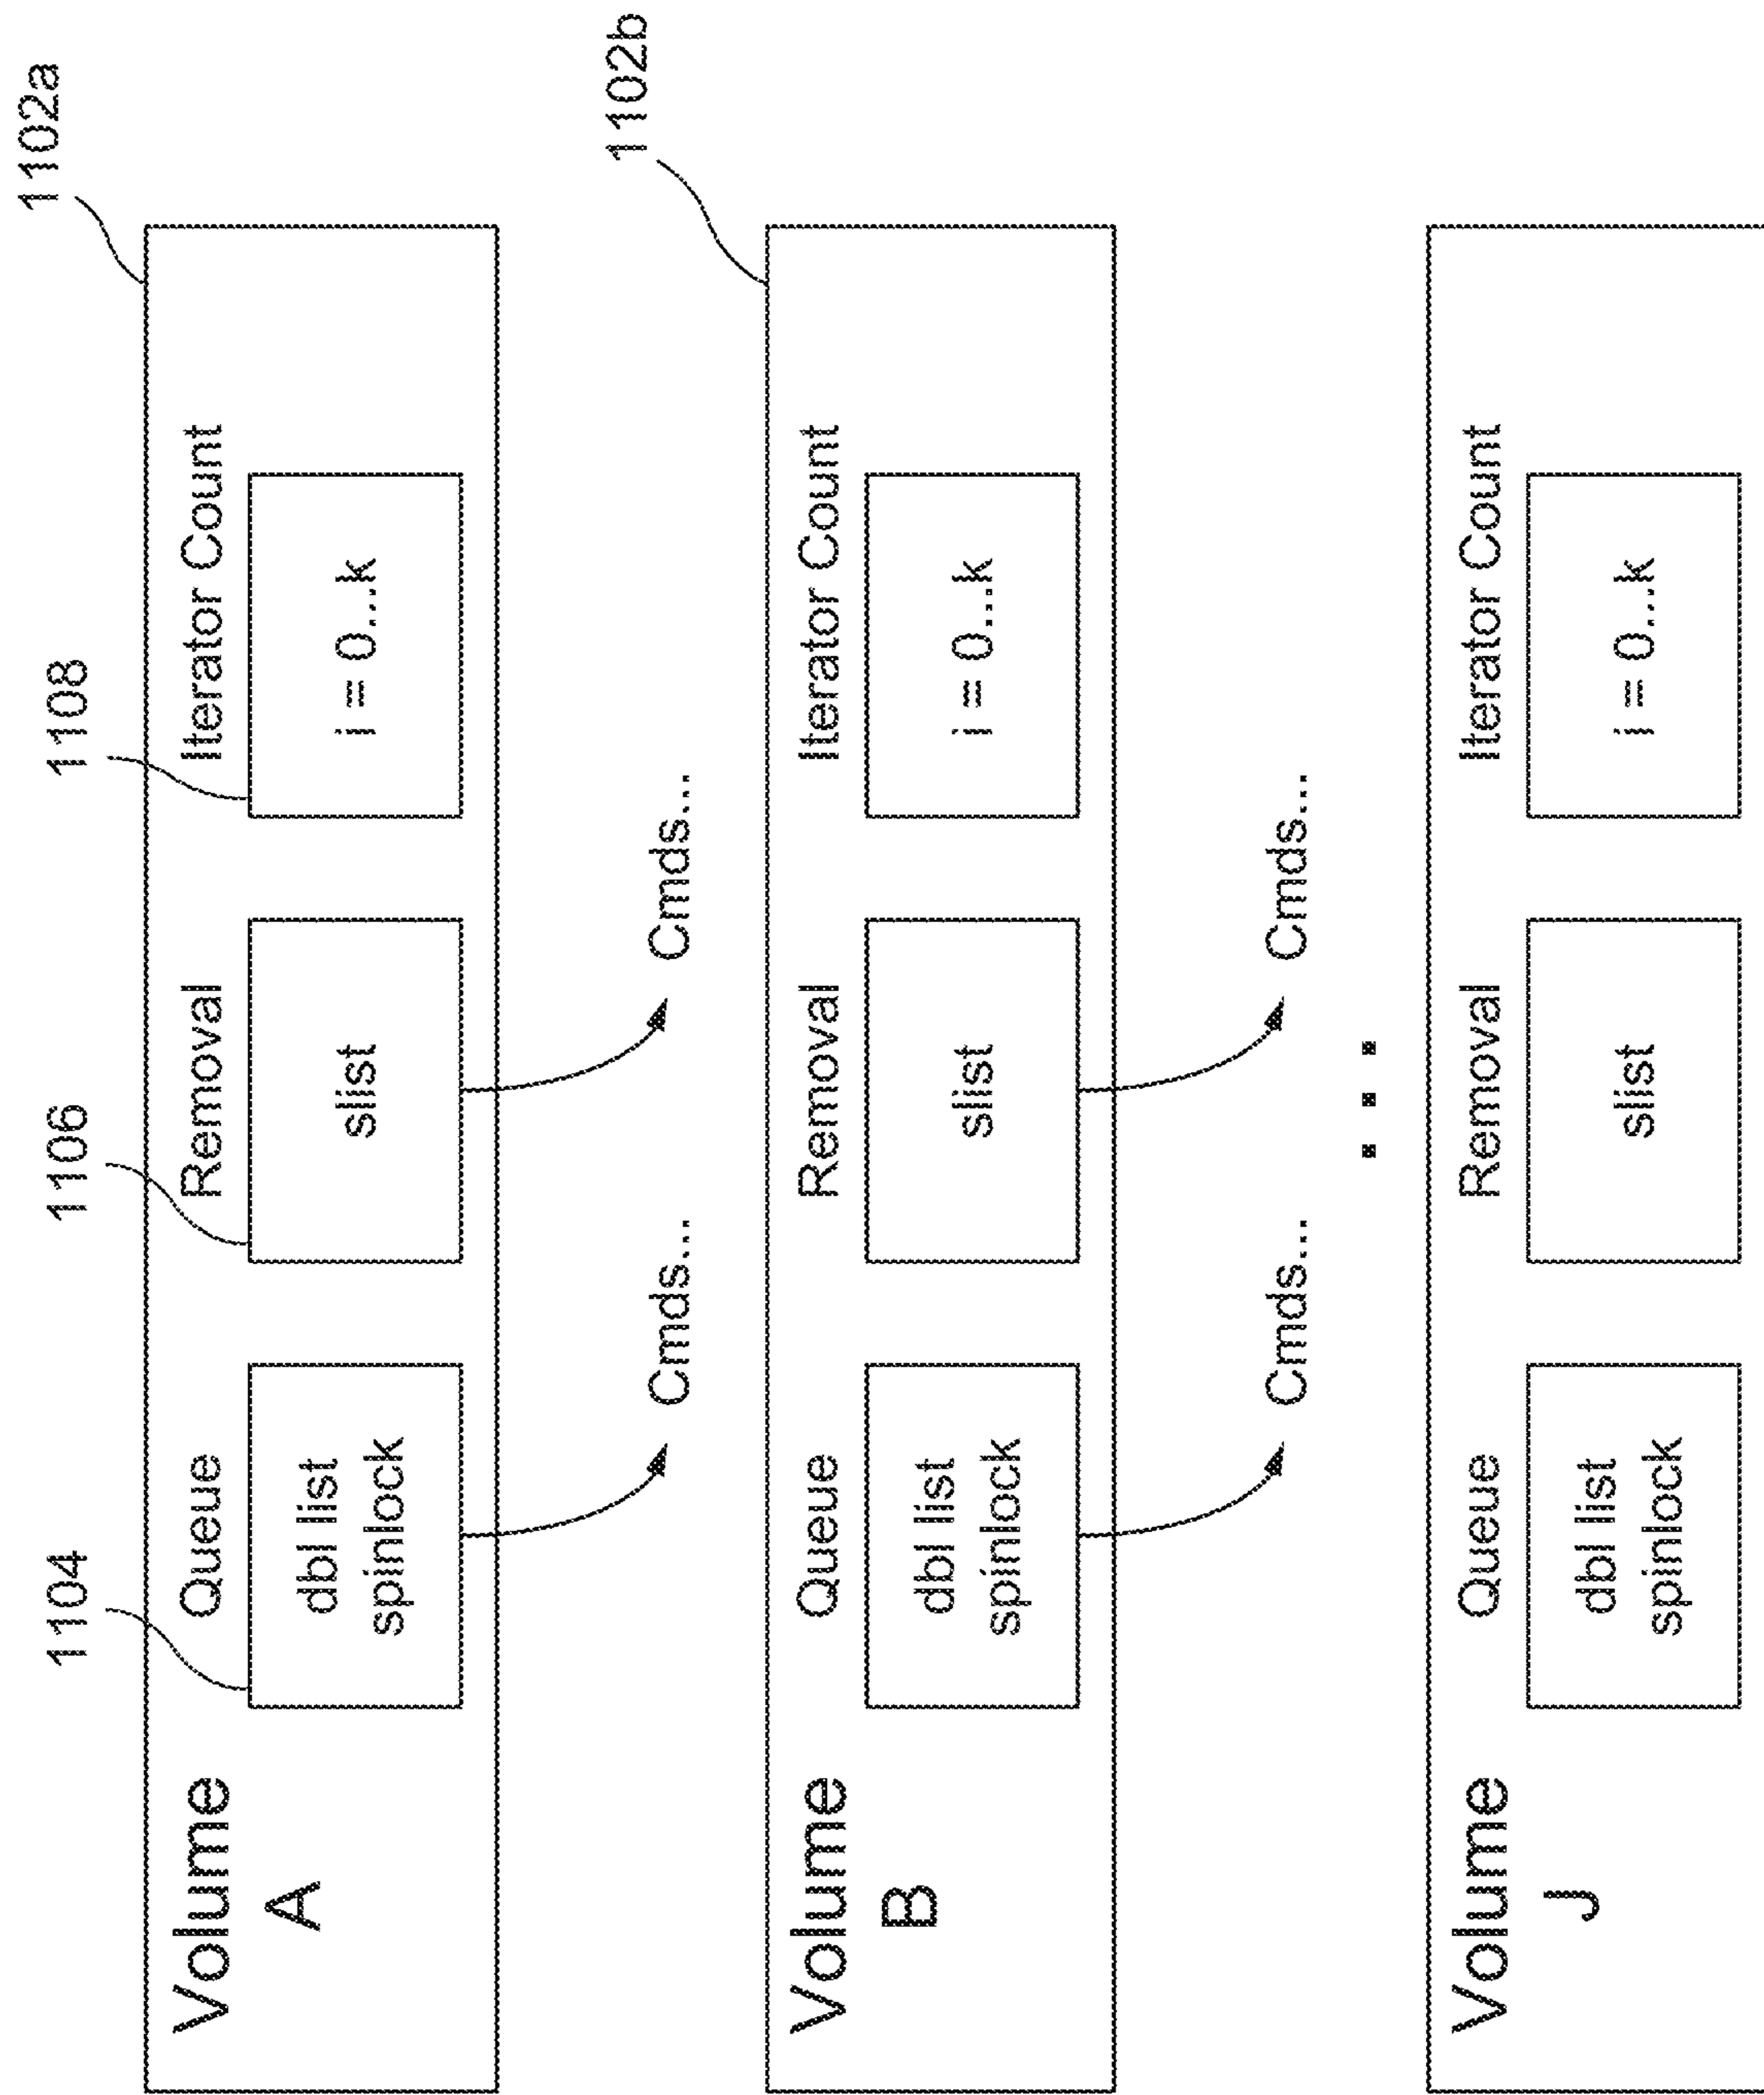 1102a
1104
1106
1108
Volume
A
Queue
Removal
Iterator Count
dbl list
spinlock
slist
i = 0...k
Cmds...
Cmds...
1102b
Volume
B
Queue
Removal
Iterator Count
dbl list
spinlock
slist
i = 0...k
Cmds...
Cmds...
. . .
Volume
J
Queue
Removal
Iterator Count
dbl list
spinlock
slist
i = 0...k